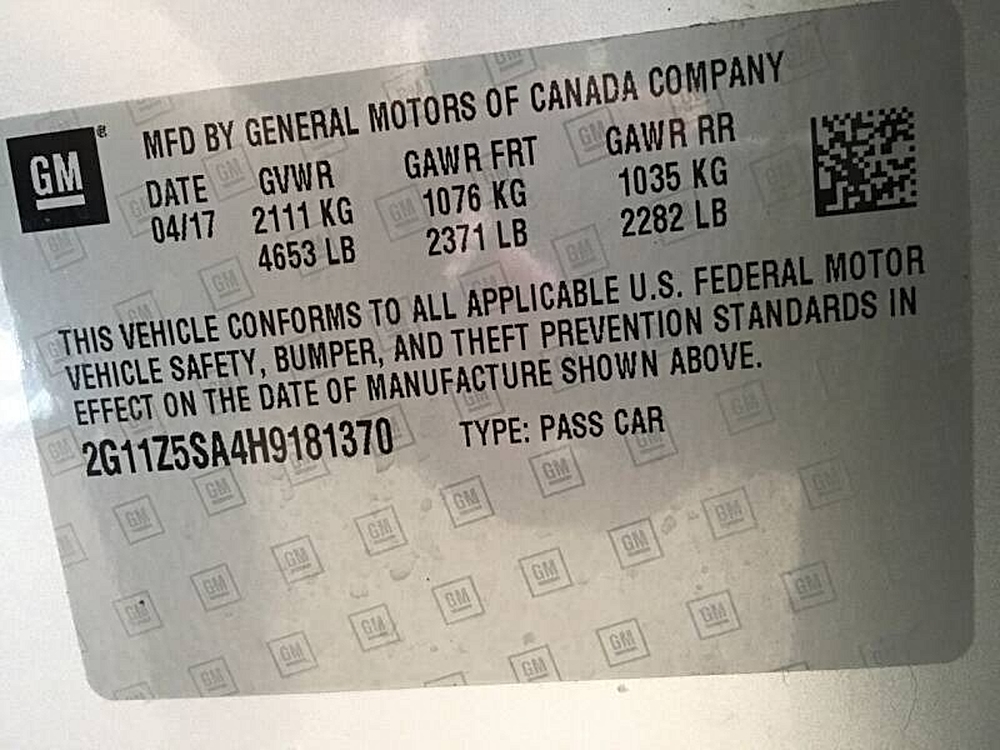 GM ®
MFD BY GENERAL MOTORS OF CANADA COMPANY
DATE GVWR GAWR FRT GAWR RR
04/17 2111 KG 1076 KG 1035 KG
4653 LB 2371 LB 2282 LB
THIS VEHICLE CONFORMS TO ALL APPLICABLE U.S. FEDERAL MOTOR
VEHICLE SAFETY, BUMPER, AND THEFT PREVENTION STANDARDS IN
EFFECT ON THE DATE OF MANUFACTURE SHOWN ABOVE.
2G11Z5SA4H9181370 TYPE: PASS CAR